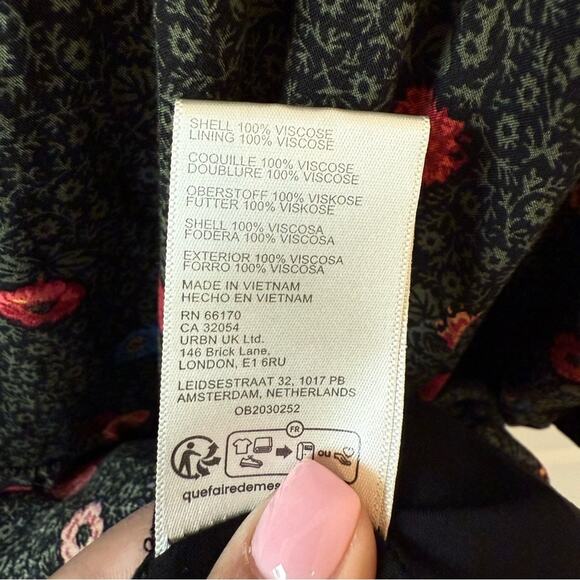 SHELL 100% VISCOSE
LINING 100% VISCOSE
COQUILLE 100% VISCOSE
DOUBLURE 100% VISCOSE
OBERSTOFF 100% VISKOSE
FUTTER 100% VISKOSE
SHELL 100% VISCOSA
FODERA 100% VISCOSA
EXTERIOR 100% VISCOSA
FORRO 100% VISCOSA
MADE IN VIETNAM
HECHO EN VIETNAM
RN 66170
CA 32054
URBN UK Ltd.
146 Brick Lane,
LONDON, E1 6RU
LEIDSESTRAAT 32, 1017 PB
AMSTERDAM, NETHERLANDS
OB2030252
FR
ou
quefairedemes